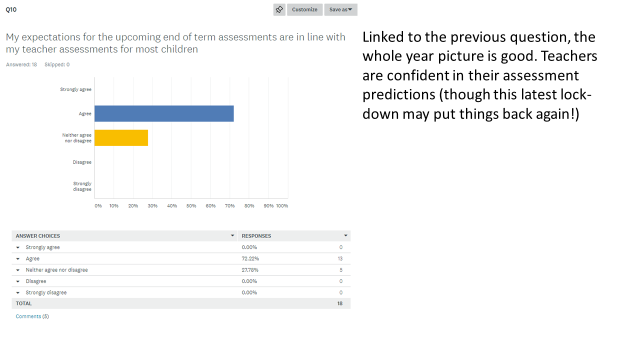 Q10
Customize
Save as
My expectations for the upcoming end of term assessments are in line with
my teacher assessments for most children
Answered: 18 Skipped: 0
Strongly agree
Agree
Neither agree
nor disagree
Disagree
Strongly
disagree
0% 10% 20% 30% 40% 50% 60% 70% 80% 90% 100%
ANSWER CHOICES RESPONSES
Strongly agree 0.00% 0
Agree 72.22% 13
Neither agree nor disagree 27.78% 5
Disagree 0.00% 0
Strongly disagree 0.00% 0
TOTAL 18
Comments (5)
Linked to the previous question, the
whole year picture is good. Teachers
are confident in their assessment
predictions (though this latest lock-
down may put things back again!)